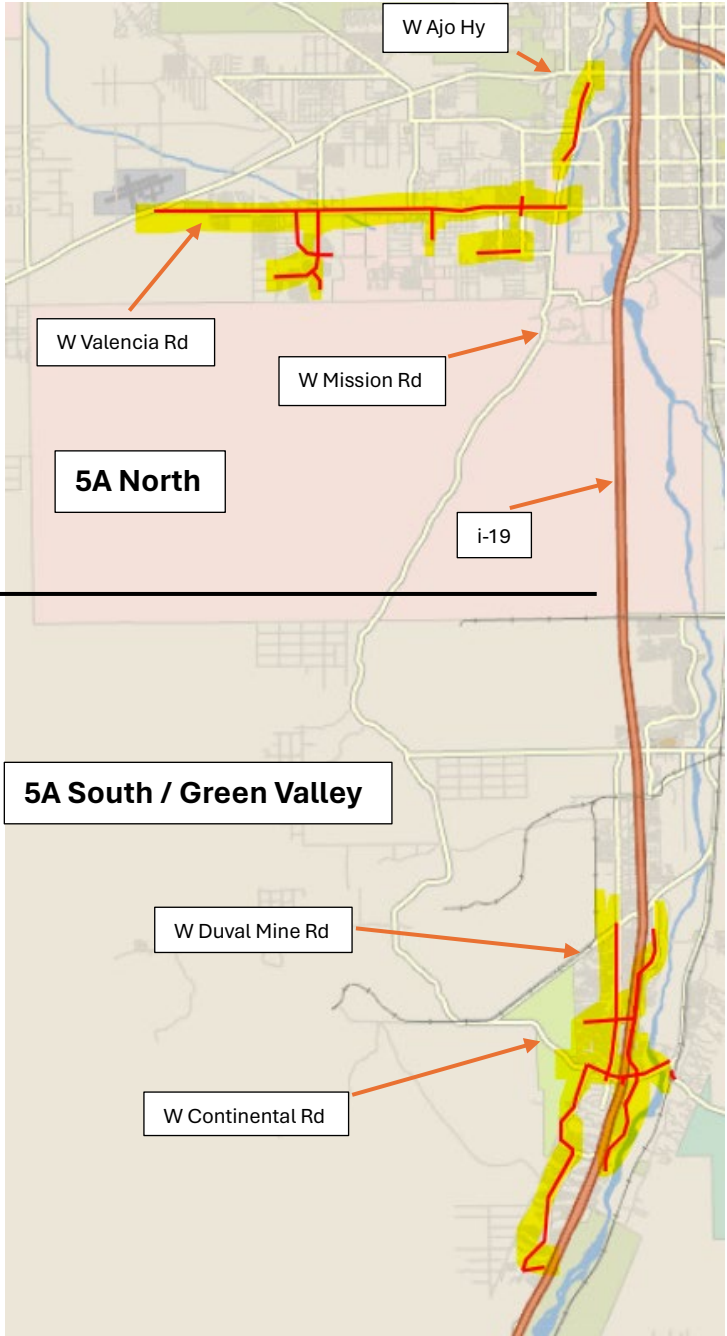 W Ajo Hy
W Valencia Rd
W Mission Rd
5A North
i-19
5A South / Green Valley
W Duval Mine Rd
W Continental Rd